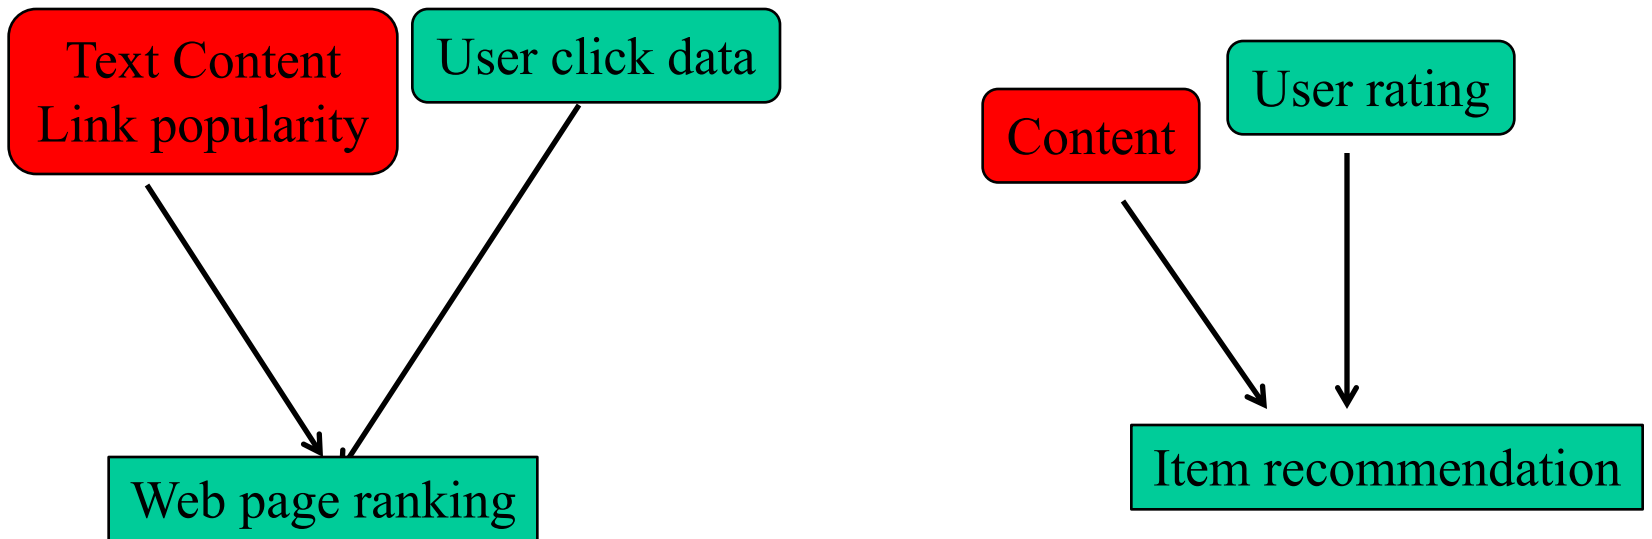 Text Content
Link popularity
User click data
Web page ranking
Content
User rating
Item recommendation